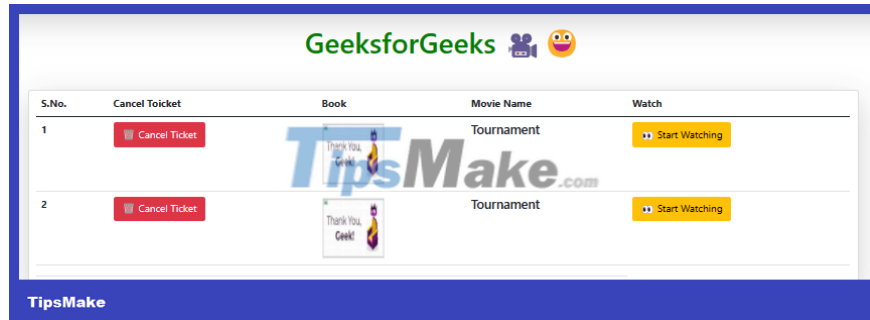 GeeksforGeeks
S.No. Cancel Toicket Book Movie Name Watch
1 Cancel Ticket Thank You, Geek! Tournament Start Watching
TipsMake.com
2 Cancel Ticket Thank You, Geek! Tournament Start Watching
TipsMake